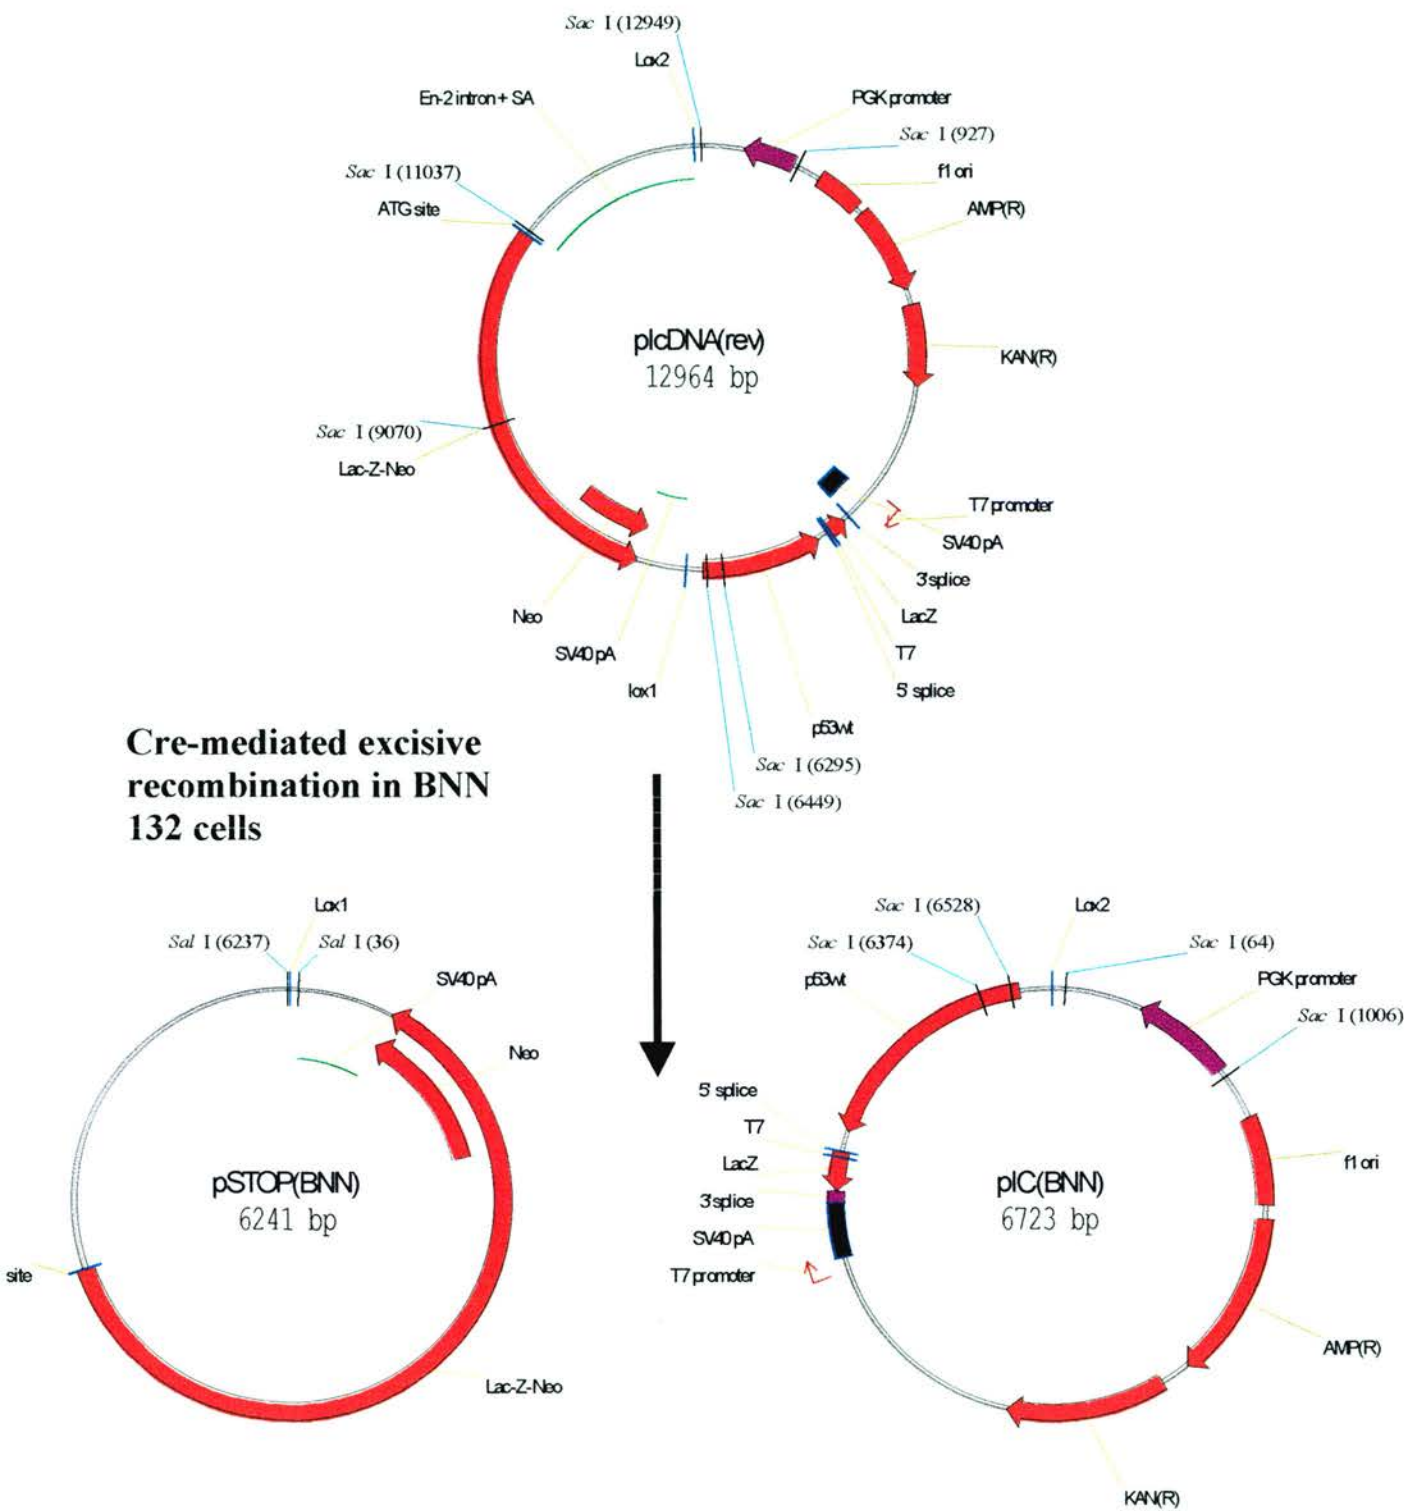 Sac I (12949)
Lox2
En-2 intron + SA
PGK promoter
Sac I (927)
Sac I (11037)
f1 ori
ATG site
AMP(R)
pIcDNA(rev)
12964 bp
KAN(R)
Sac I (9070)
Lac-Z-Neo
T7 promoter
SV40 pA
3' splice
Neo
LacZ
SV40 pA
T7
lox1
5' splice
p53wt
Sac I (6295)
Sac I (6449)
Cre-mediated excisive
recombination in BNN
132 cells
Lox1
Sal I (6237)
Sal I (36)
SV40 pA
Neo
pSTOP(BNN)
6241 bp
site
Lac-Z-Neo
Sac I (6528)
Lox2
Sac I (6374)
Sac I (64)
p53wt
PGK promoter
Sac I (1006)
5' splice
T7
LacZ
3' splice
SV40 pA
T7 promoter
pIC(BNN)
6723 bp
f1 ori
AMP(R)
KAN(R)